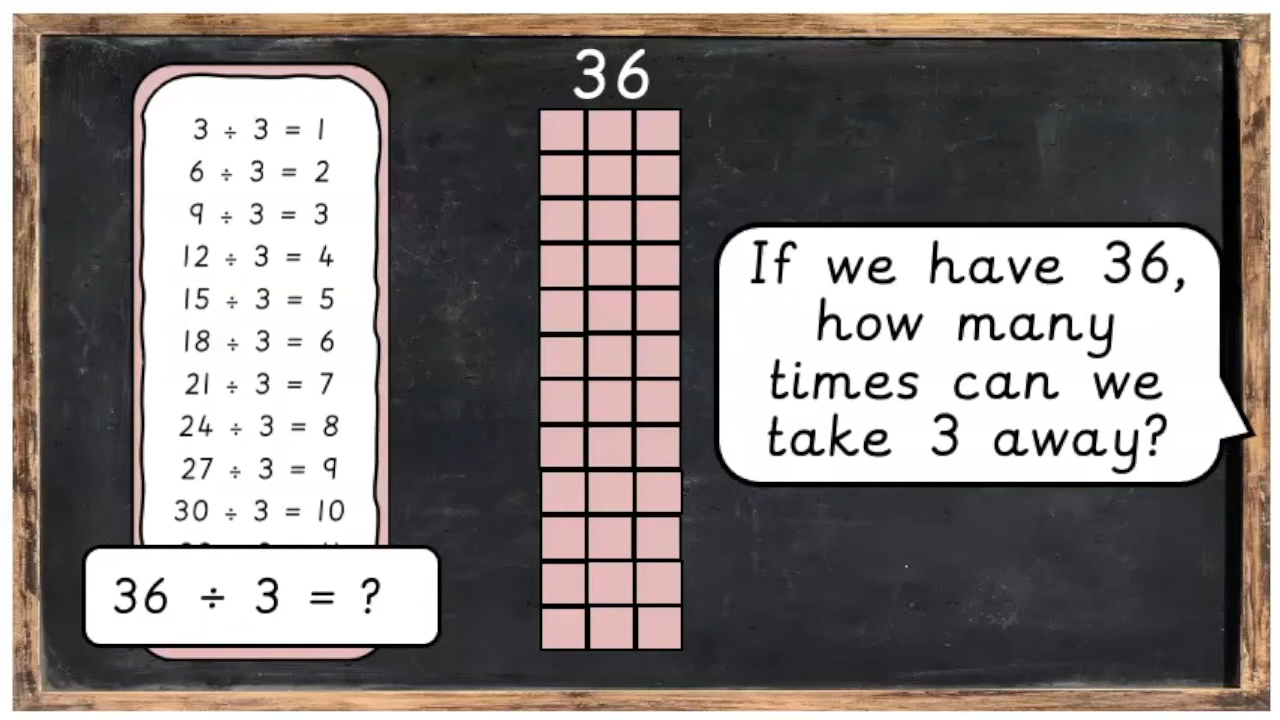 36
3 ÷ 3 = 1
6 ÷ 3 = 2
9 ÷ 3 = 3
12 ÷ 3 = 4
15 ÷ 3 = 5
18 ÷ 3 = 6
21 ÷ 3 = 7
24 ÷ 3 = 8
27 ÷ 3 = 9
30 ÷ 3 = 10
36 ÷ 3 = ?
If we have 36,
how many
times can we
take 3 away?